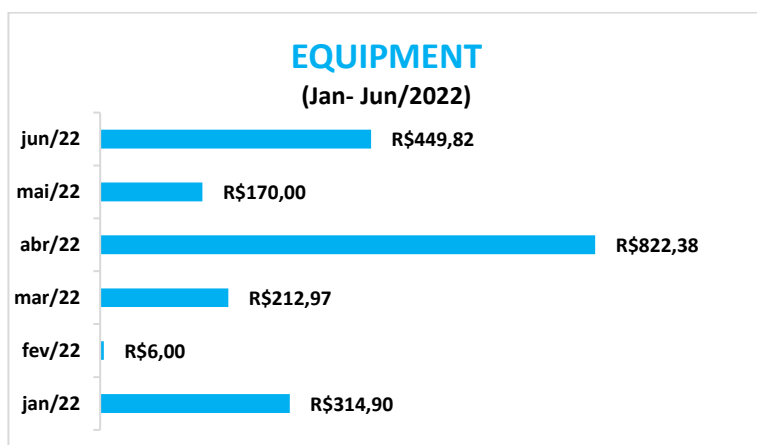 EQUIPMENT
(Jan- Jun/2022)
jun/22 R$449,82
mai/22 R$170,00
abr/22 R$822,38
mar/22 R$212,97
fev/22 R$6,00
jan/22 R$314,90